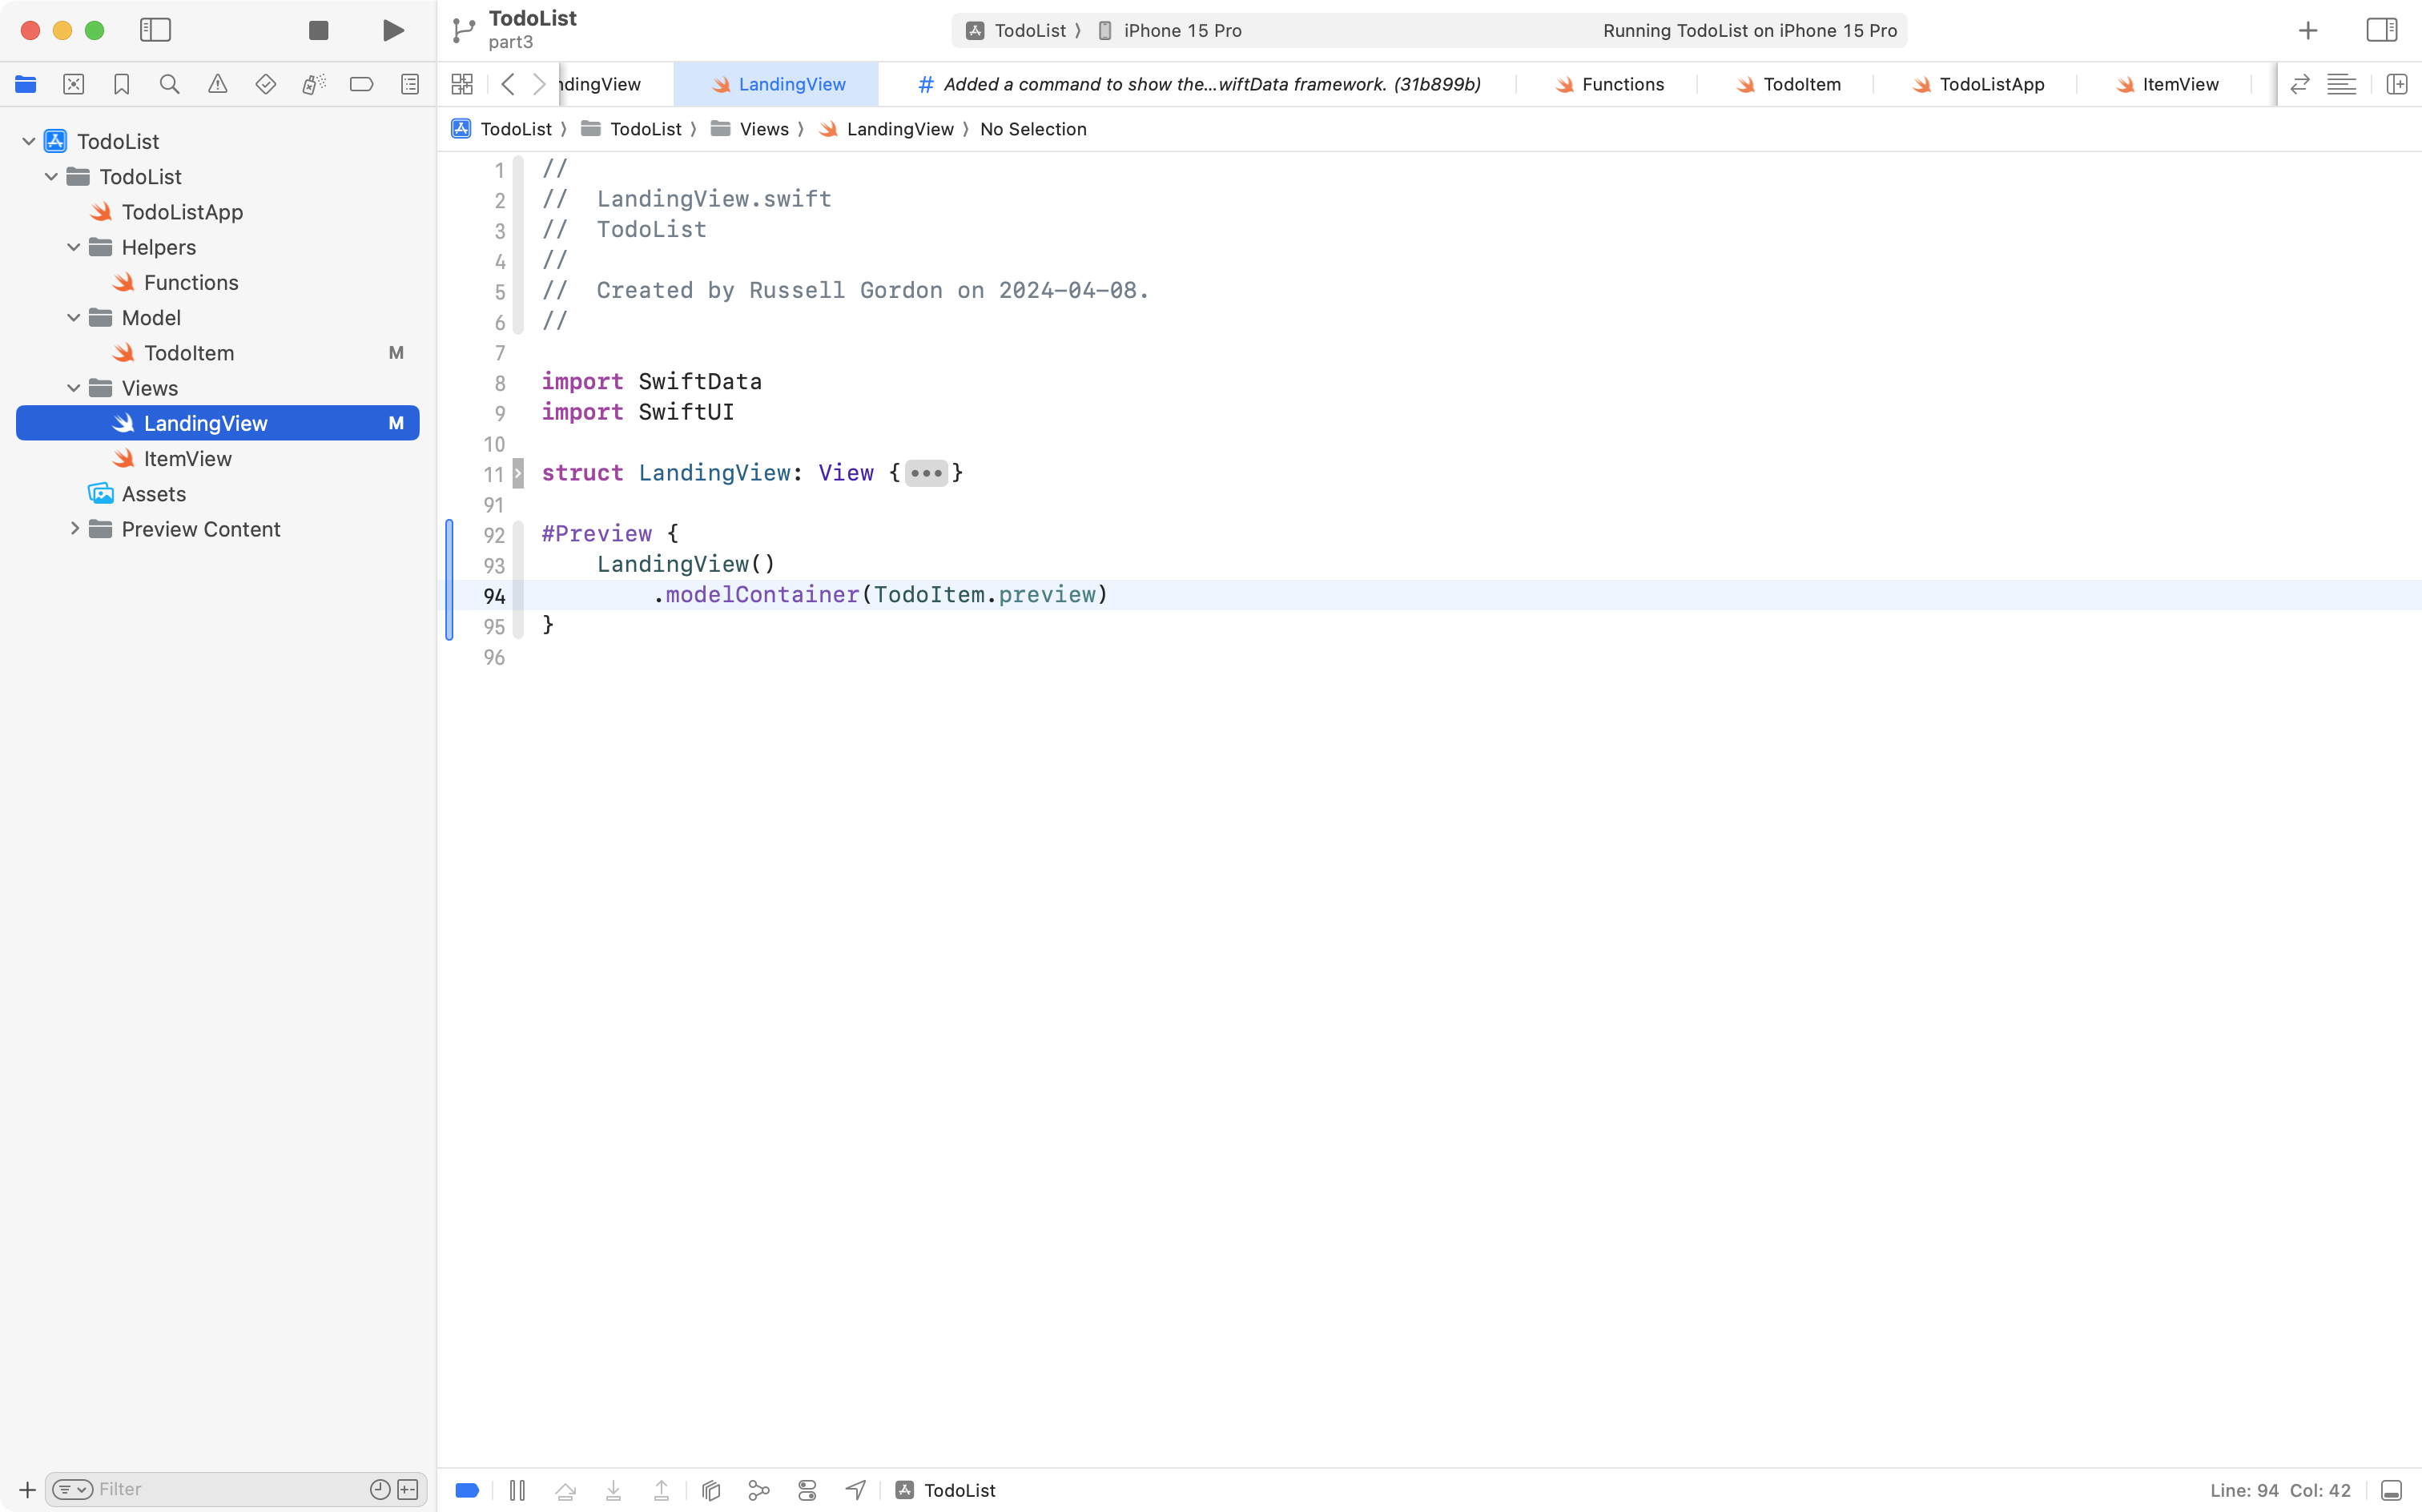 TodoList
part3
TodoList ⟩ iPhone 15 Pro
Running TodoList on iPhone 15 Pro
ndingView
LandingView
# Added a command to show the...wiftData framework. (31b899b)
Functions
TodoItem
TodoListApp
ItemView
TodoList ⟩ TodoList ⟩ Views ⟩ LandingView ⟩ No Selection
TodoList
TodoList
TodoListApp
Helpers
Functions
Model
TodoItem M
Views
LandingView M
ItemView
Assets
Preview Content
1 //
2 //  LandingView.swift
3 //  TodoList
4 //
5 //  Created by Russell Gordon on 2024-04-08.
6 //
7
8 import SwiftData
9 import SwiftUI
10
11 struct LandingView: View {•••}
91
92 #Preview {
93     LandingView()
94         .modelContainer(TodoItem.preview)
95 }
96
Filter
TodoList
Line: 94 Col: 42